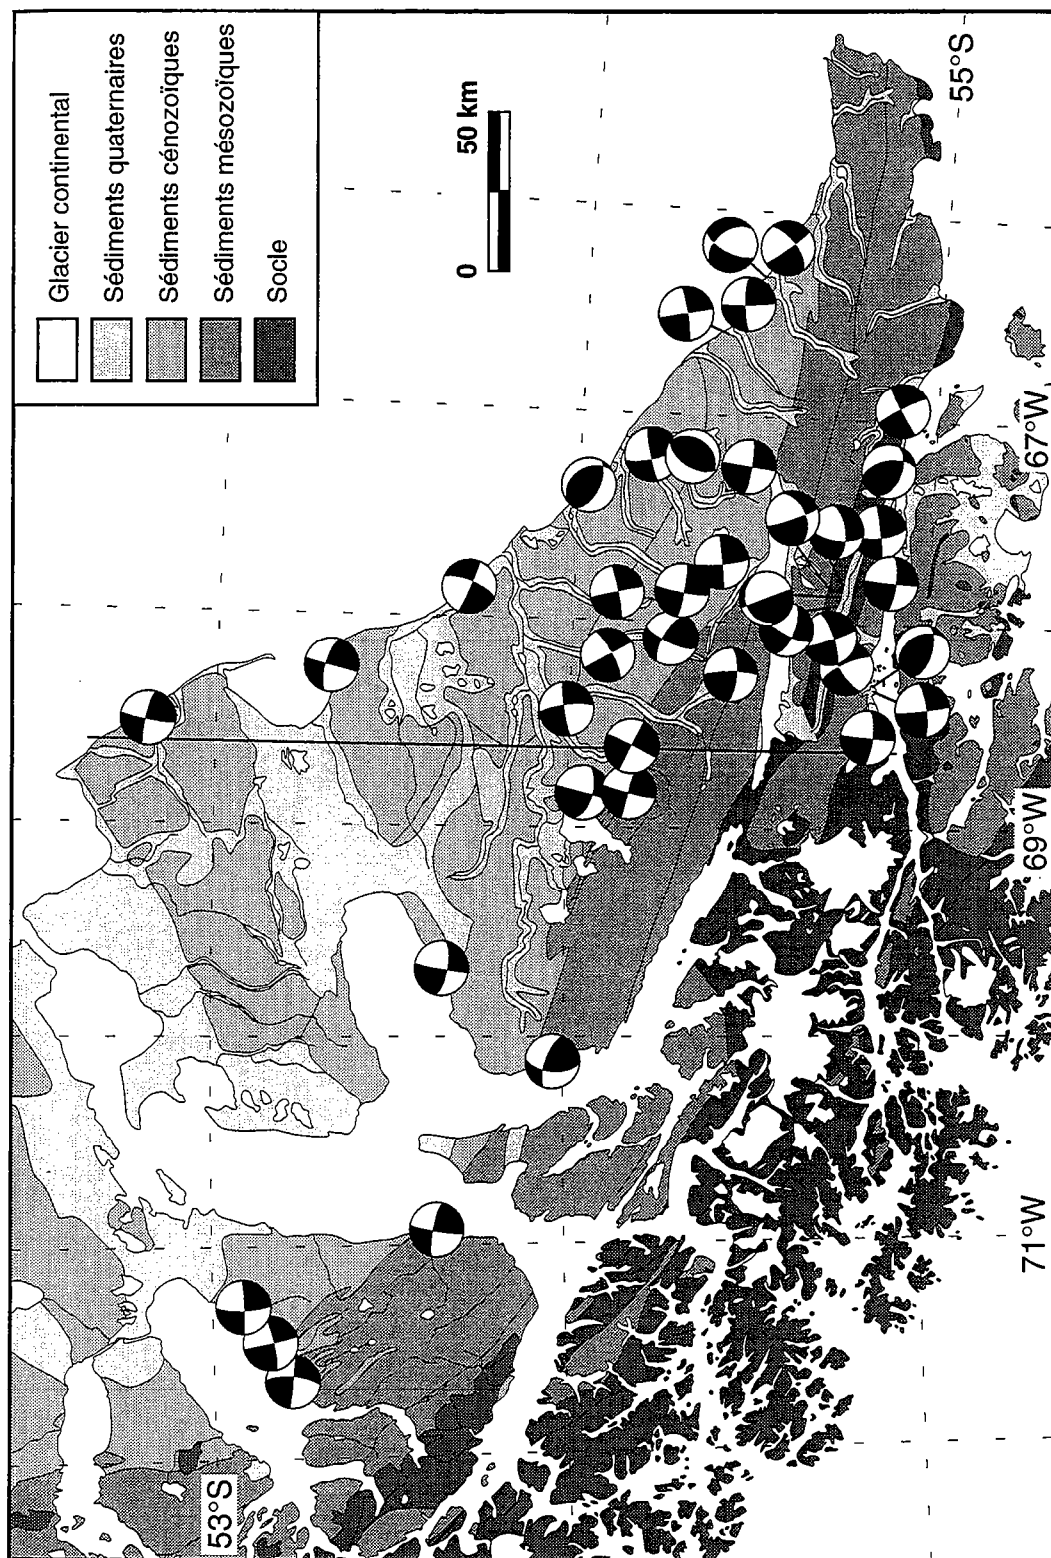 Glacier continental
Sédiments quaternaires
Sédiments cénozoïques
Sédiments mésozoïques
Socle
0 50 km
55°S
67°W
69°W
71°W
53°S